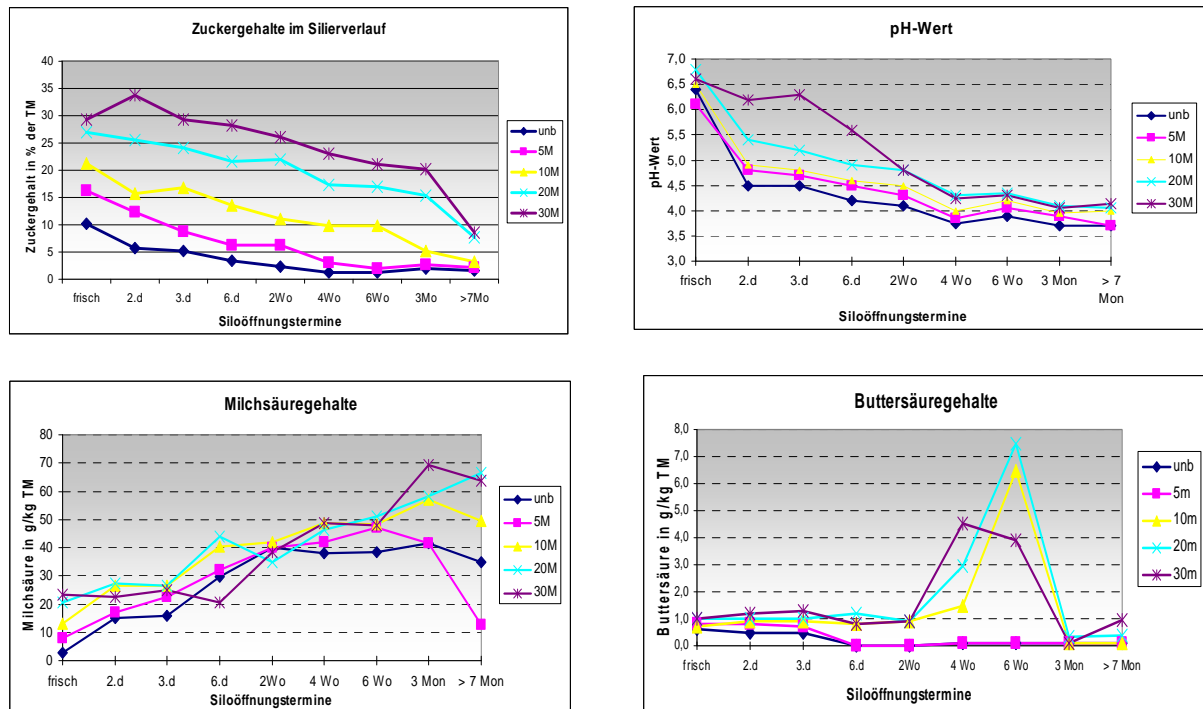 Zuckergehalte im Silierverlauf
Zuckergehalt in % der TM
40
35
30
25
20
15
10
5
0
frisch 2.d 3.d 6.d 2Wo 4Wo 6Wo 3Mo >7Mo
Siloöffnungstermine
unb
5M
10M
20M
30M
pH-Wert
pH-Wert
7,0
6,5
6,0
5,5
5,0
4,5
4,0
3,5
3,0
frisch 2.d 3.d 6.d 2Wo 4 Wo 6 Wo 3 Mon > 7
Mon
Siloöffnungstermine
unb
5M
10M
20M
30M
Milchsäuregehalte
Milchsäure in g/kg TM
80
70
60
50
40
30
20
10
0
frisch 2.d 3.d 6.d 2Wo 4 Wo 6 Wo 3 Mon > 7 Mon
Siloöffnungstermine
unb
5M
10M
20M
30M
Buttersäuregehalte
Buttersäure in g/kg TM
8,0
7,0
6,0
5,0
4,0
3,0
2,0
1,0
0,0
frisch 2.d 3.d 6.d 2Wo 4 Wo 6 Wo 3 Mon > 7 Mon
Siloöffnungstermine
unb
5m
10m
20m
30m